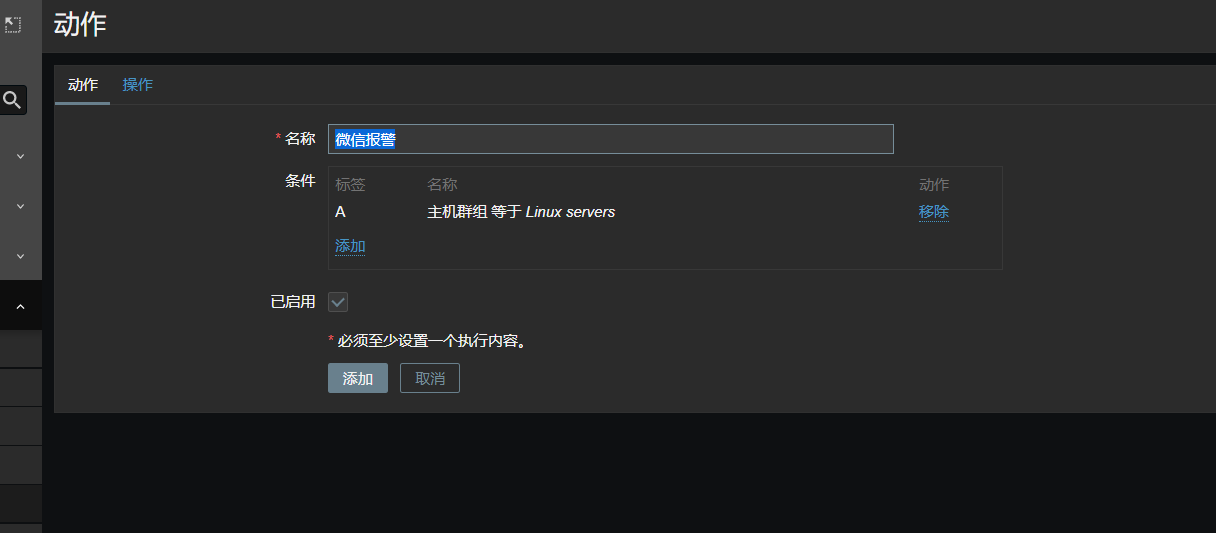 动作
动作 操作
* 名称 微信报警
条件 标签 名称 动作
A 主机群组 等于 Linux servers 移除
添加
已启用
* 必须至少设置一个执行内容。
添加 取消